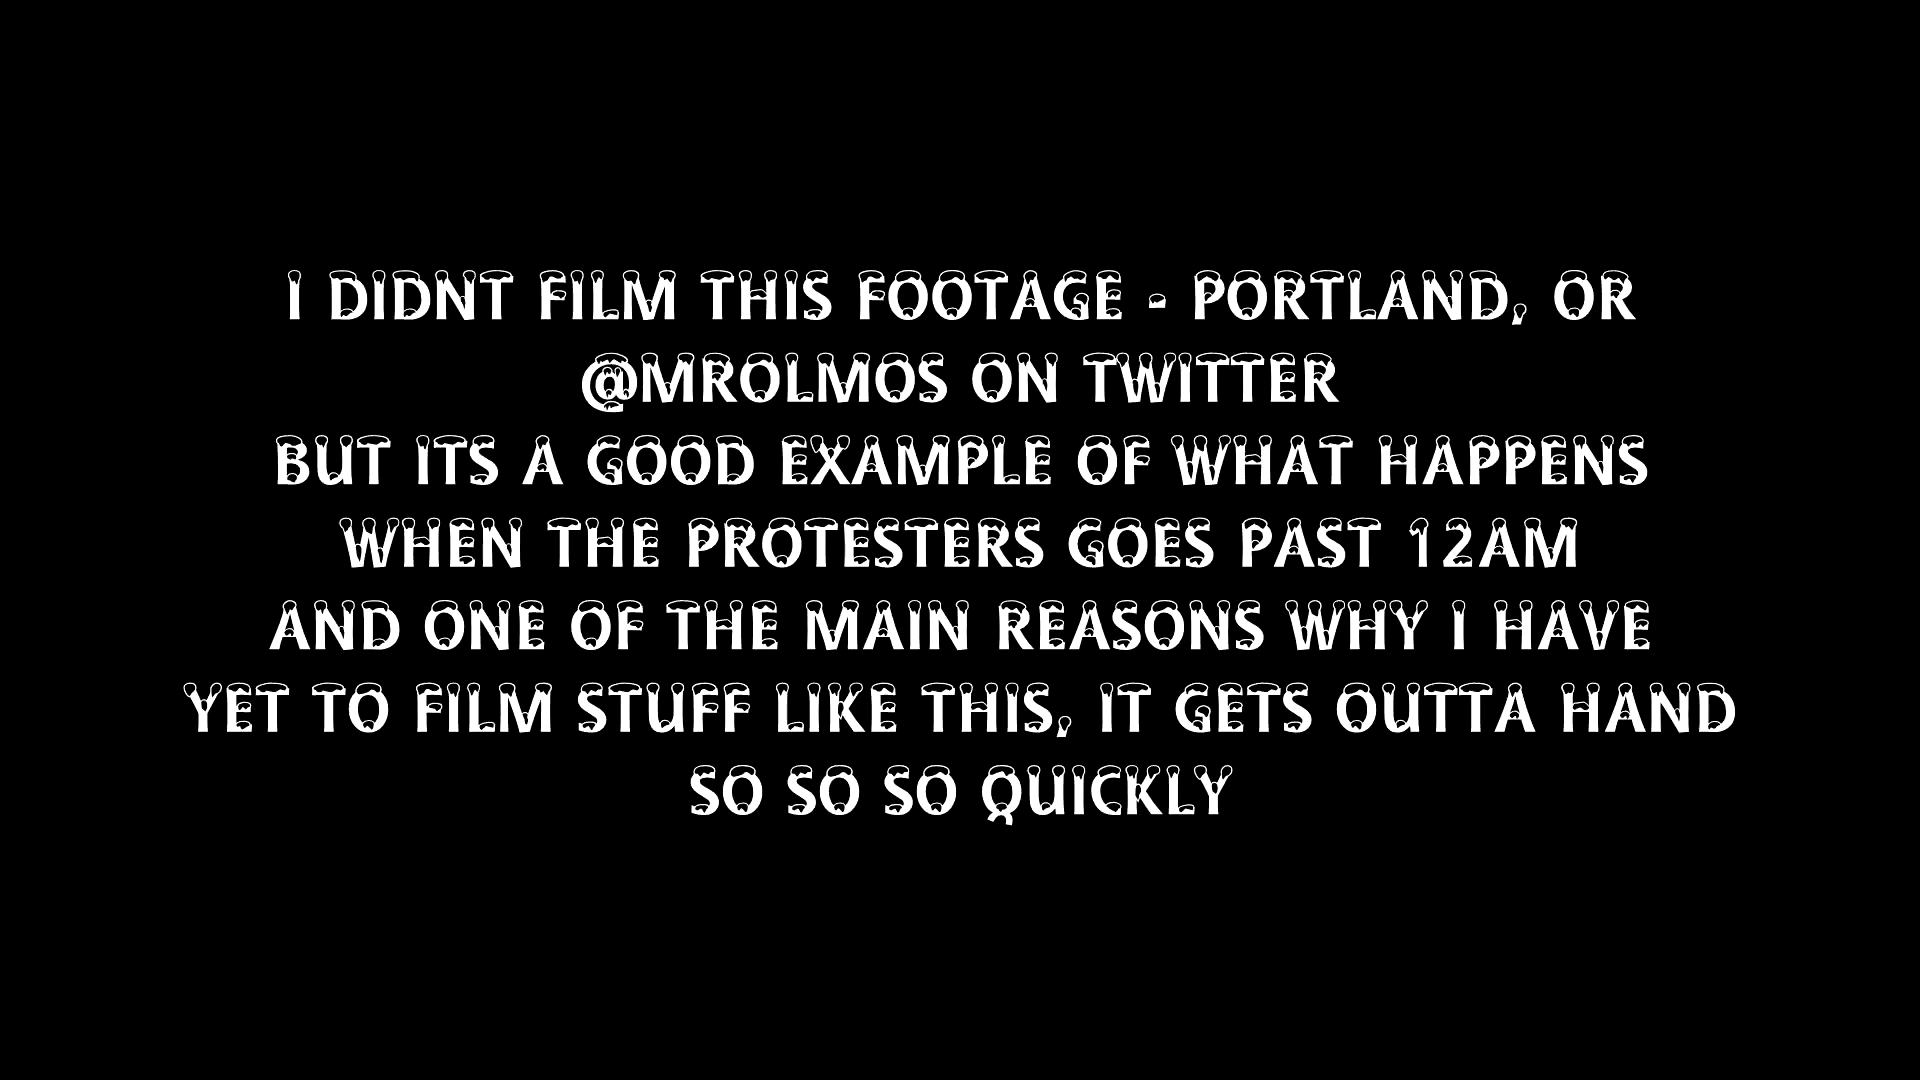 I DIDNT FILM THIS FOOTAGE - PORTLAND, OR
@MROLMOS ON TWITTER
BUT ITS A GOOD EXAMPLE OF WHAT HAPPENS
WHEN THE PROTESTERS GOES PAST 12AM
AND ONE OF THE MAIN REASONS WHY I HAVE
YET TO FILM STUFF LIKE THIS, IT GETS OUTTA HAND
SO SO SO QUICKLY